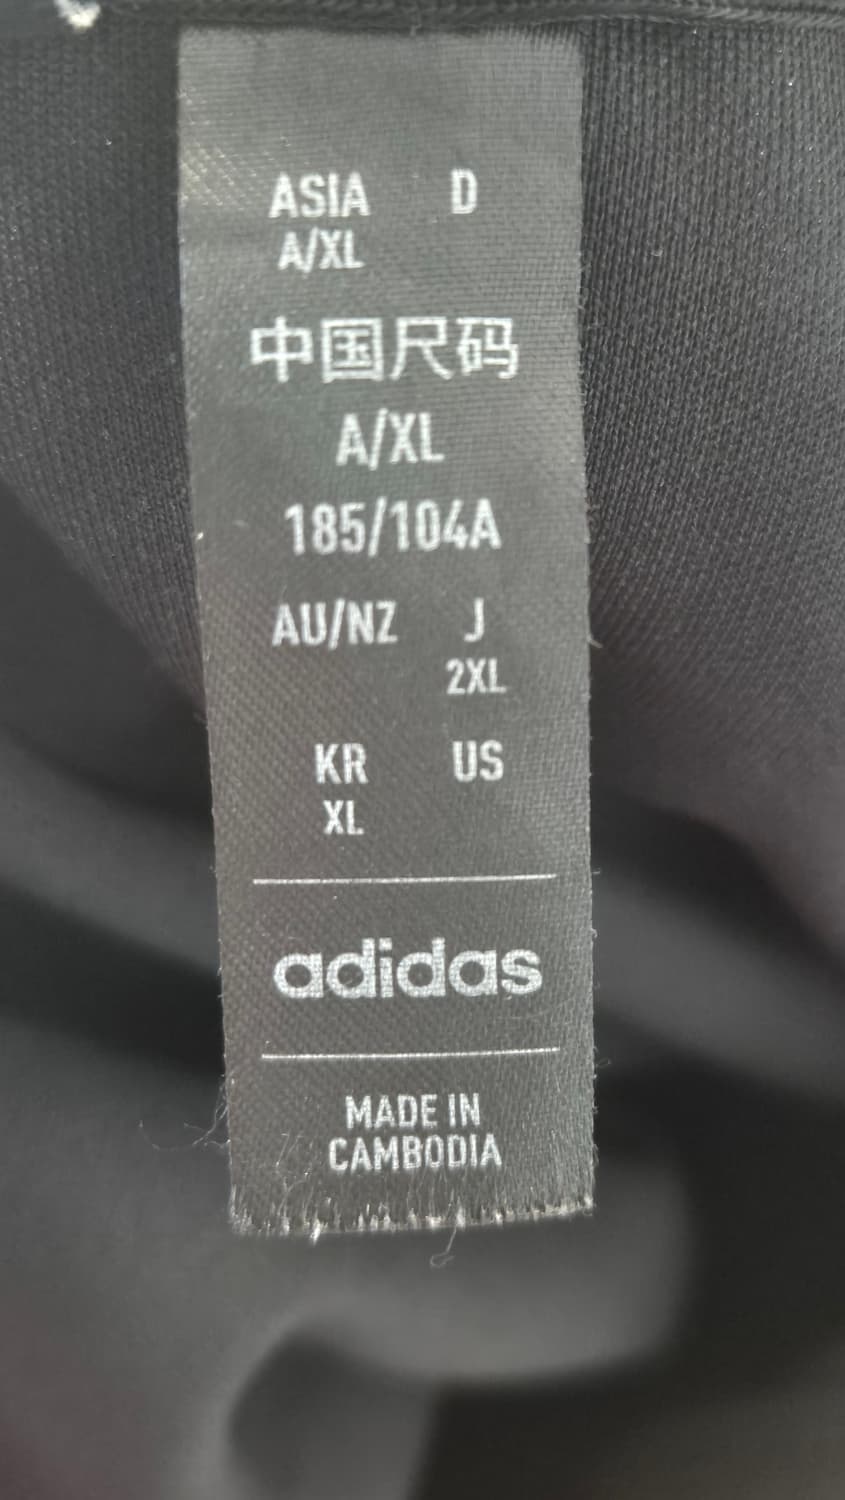 ASIA D
A/XL
中国尺码
A/XL
185/104A
AU/NZ J
2XL
KR US
XL
adidas
MADE IN
CAMBODIA